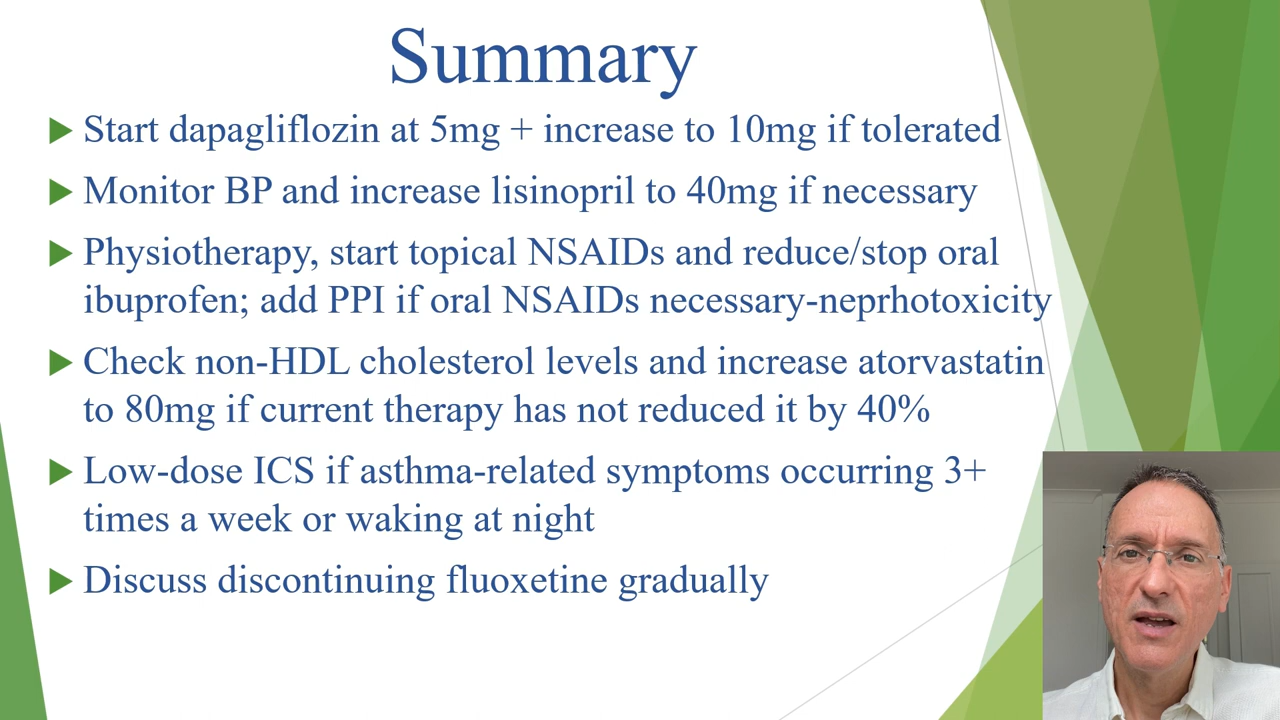 Summary
Start dapagliflozin at 5mg + increase to 10mg if tolerated
Monitor BP and increase lisinopril to 40mg if necessary
Physiotherapy, start topical NSAIDs and reduce/stop oral
ibuprofen; add PPI if oral NSAIDs necessary-neprhotoxicity
Check non-HDL cholesterol levels and increase atorvastatin
to 80mg if current therapy has not reduced it by 40%
Low-dose ICS if asthma-related symptoms occurring 3+
times a week or waking at night
Discuss discontinuing fluoxetine gradually